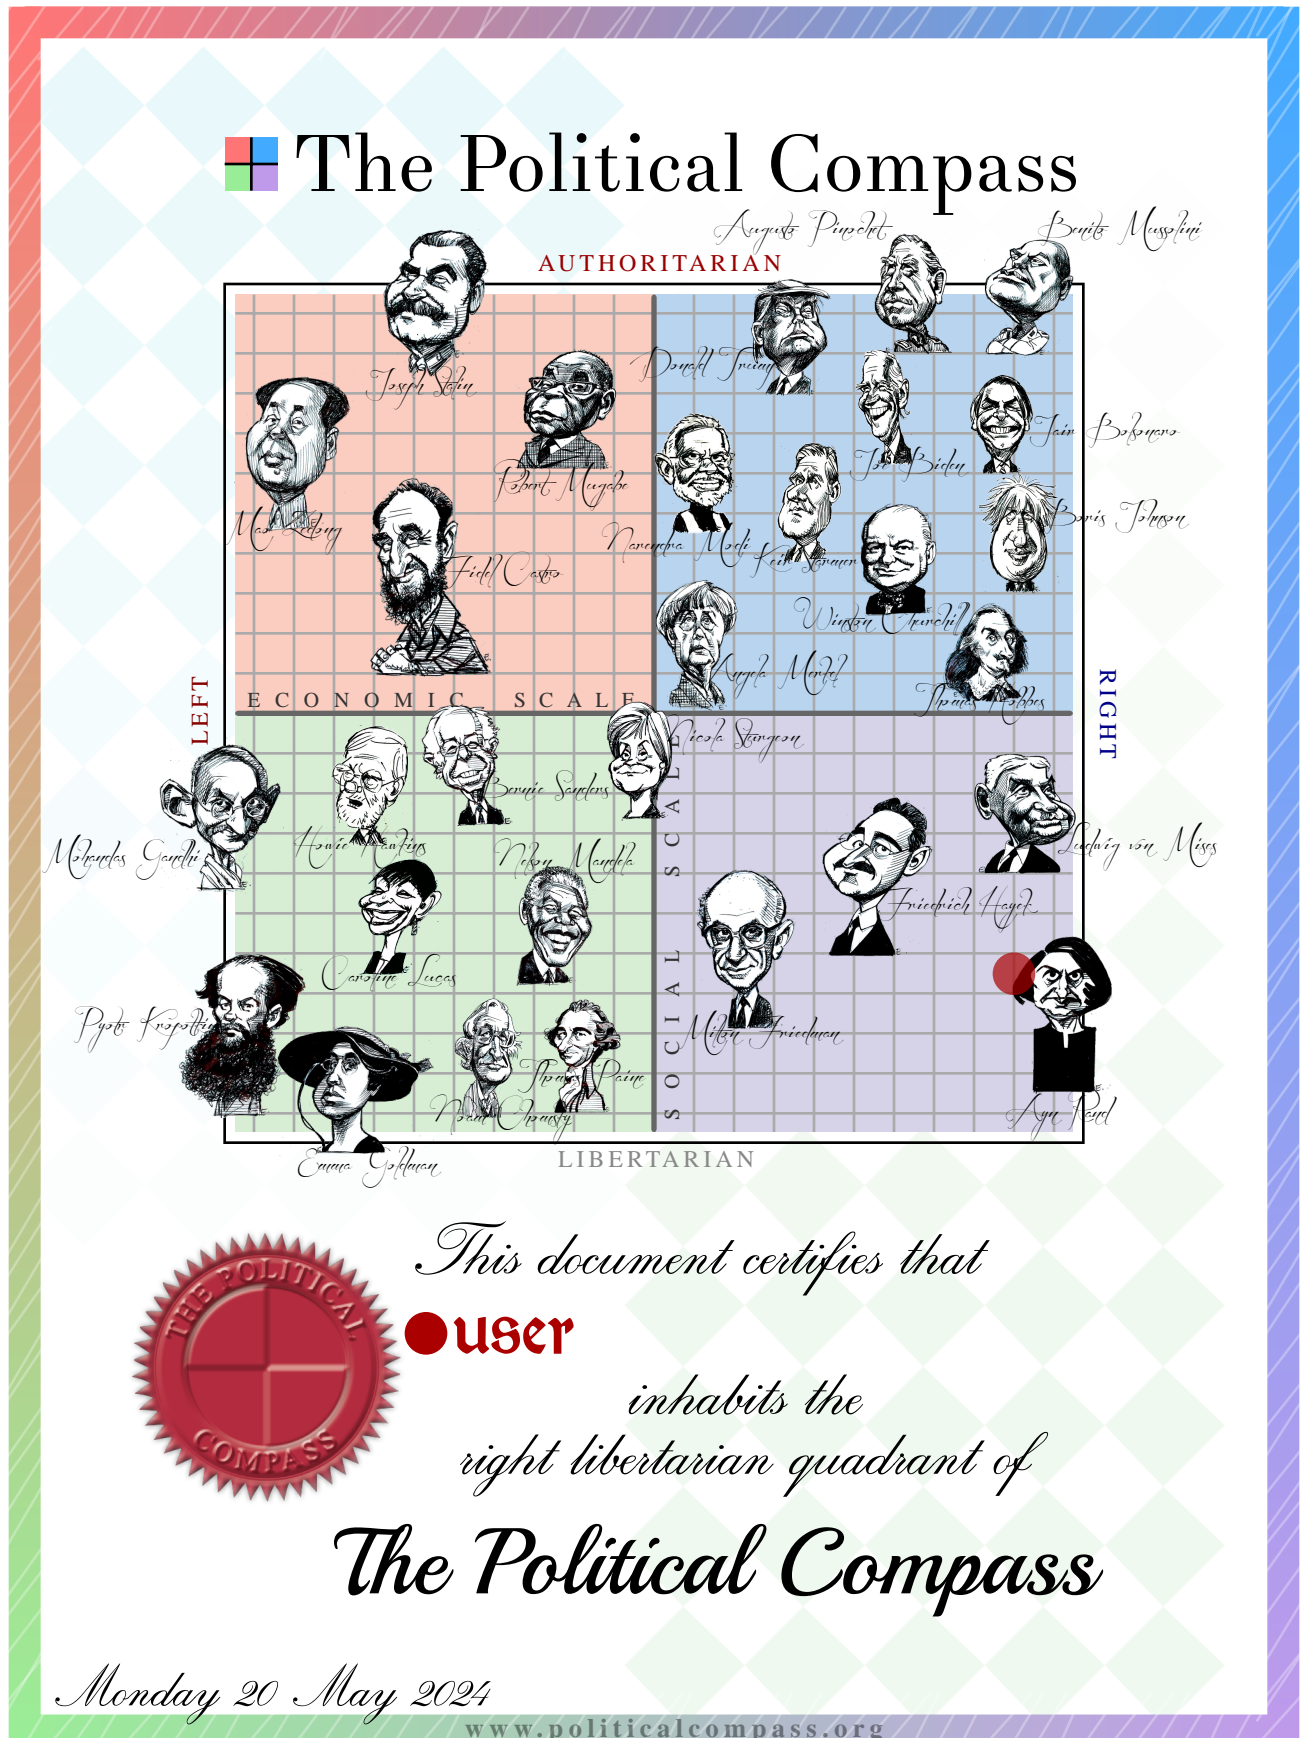 The Political Compass
Augusto Pinochet
Benito Mussolini
AUTHORITARIAN
Donald Trump
Joseph Stalin
Jair Bolsonaro
Joe Biden
Robert Mugabe
Mao Zedong
Boris Johnson
Narendra Modi
Keir Starmer
Fidel Castro
Winston Churchill
Angela Merkel
Thomas Hobbes
LEFT
ECONOMIC SCALE
RIGHT
Nicola Sturgeon
Bernie Sanders
Mohandas Gandhi
Howie Hawkins
Nelson Mandela
Ludwig von Mises
Friedrich Hayek
SOCIAL SCALE
Caroline Lucas
Pyotr Kropotkin
Milton Friedman
Thomas Paine
Noam Chomsky
Ayn Rand
Emma Goldman
LIBERTARIAN
This document certifies that
user
inhabits the
right libertarian quadrant of
The Political Compass
THE POLITICAL
COMPASS
Monday 20 May 2024
www.politicalcompass.org